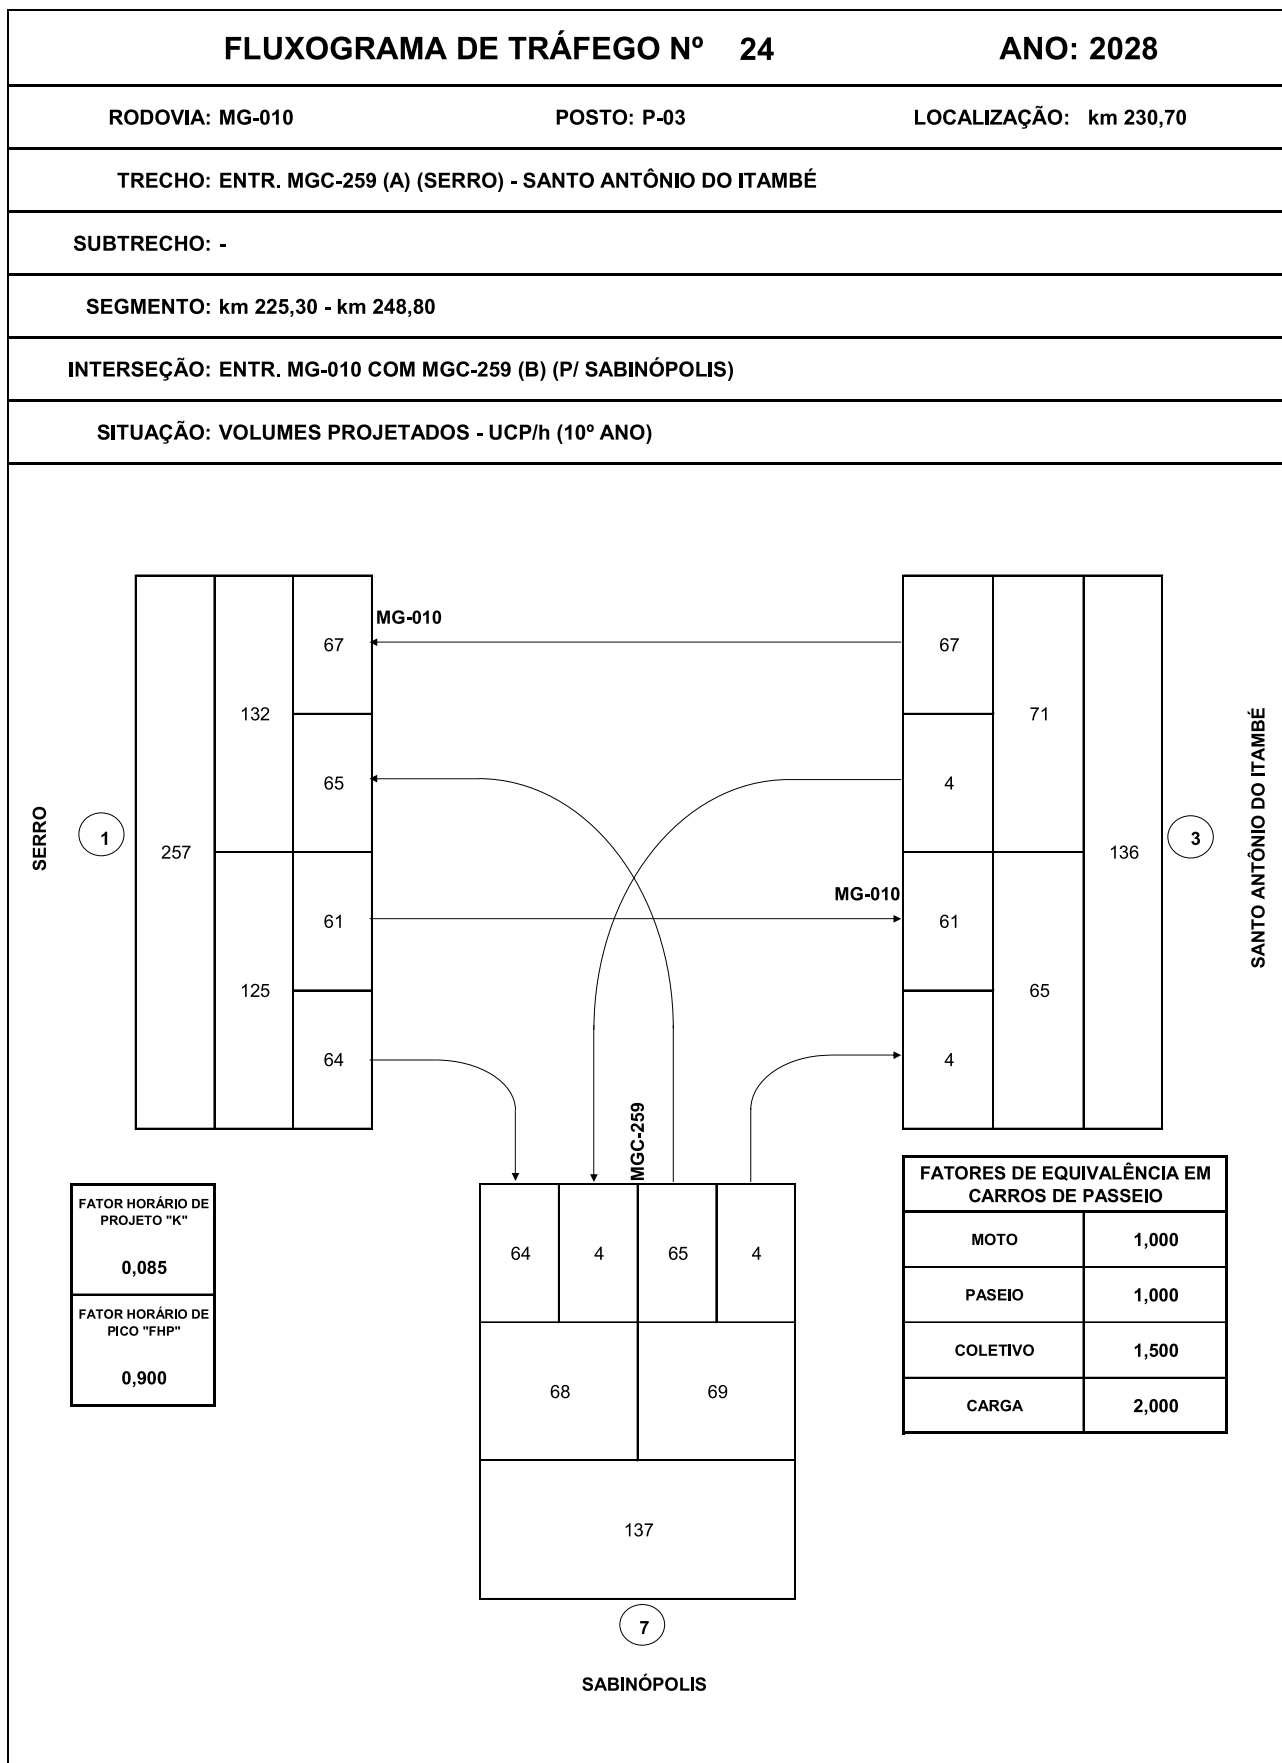 FLUXOGRAMA DE TRÁFEGO Nº 24 ANO: 2028
RODOVIA: MG-010 POSTO: P-03 LOCALIZAÇÃO: km 230,70
TRECHO: ENTR. MGC-259 (A) (SERRO) - SANTO ANTÔNIO DO ITAMBÉ
SUBTRECHO: -
SEGMENTO: km 225,30 - km 248,80
INTERSEÇÃO: ENTR. MG-010 COM MGC-259 (B) (P/ SABINÓPOLIS)
SITUAÇÃO: VOLUMES PROJETADOS - UCP/h (10º ANO)
SERRO
1
257
132
125
67
65
61
64
MG-010
MG-010
67
4
61
4
71
65
136
3
SANTO ANTÔNIO DO ITAMBÉ
MGC-259
64 4 65 4
68 69
137
7
SABINÓPOLIS
FATOR HORÁRIO DE
PROJETO "K"
0,085
FATOR HORÁRIO DE
PICO "FHP"
0,900
FATORES DE EQUIVALÊNCIA EM
CARROS DE PASSEIO
MOTO 1,000
PASEIO 1,000
COLETIVO 1,500
CARGA 2,000